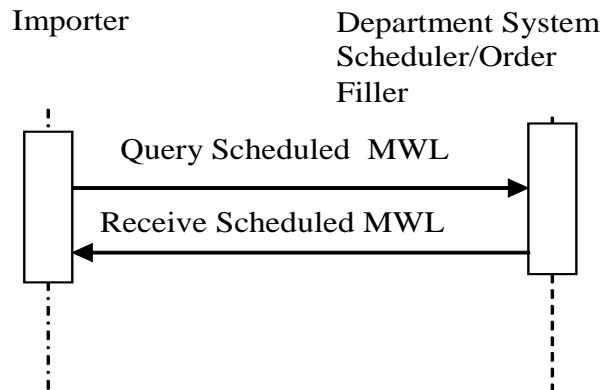 Importer
Department System
Scheduler/Order
Filler
Query Scheduled MWL
Receive Scheduled MWL